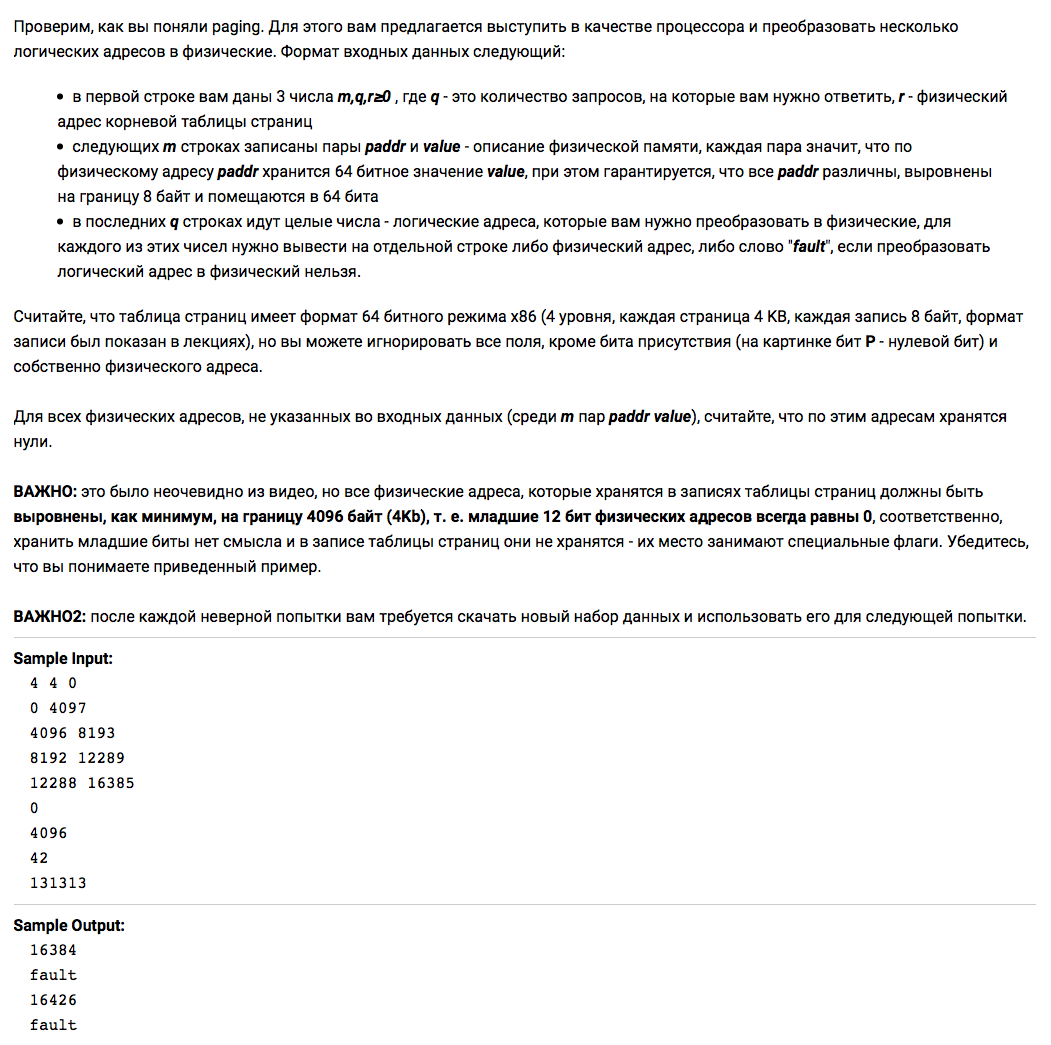 Проверим, как вы поняли paging. Для этого вам предлагается выступить в качестве процессора и преобразовать несколько
логических адресов в физические. Формат входных данных следующий:
• в первой строке вам даны 3 числа m,q,r≥0 , где q - это количество запросов, на которые вам нужно ответить, r - физический
адрес корневой таблицы страниц
• следующих m строках записаны пары paddr и value - описание физической памяти, каждая пара значит, что по
физическому адресу paddr хранится 64 битное значение value, при этом гарантируется, что все paddr различны, выровнены
на границу 8 байт и помещаются в 64 бита
• в последних q строках идут целые числа - логические адреса, которые вам нужно преобразовать в физические, для
каждого из этих чисел нужно вывести на отдельной строке либо физический адрес, либо слово "fault", если преобразовать
логический адрес в физический нельзя.
Считайте, что таблица страниц имеет формат 64 битного режима x86 (4 уровня, каждая страница 4 KB, каждая запись 8 байт, формат
записи был показан в лекциях), но вы можете игнорировать все поля, кроме бита присутствия (на картинке бит P - нулевой бит) и
собственно физического адреса.
Для всех физических адресов, не указанных во входных данных (среди m пар paddr value), считайте, что по этим адресам хранятся
нули.
ВАЖНО: это было неочевидно из видео, но все физические адреса, которые хранятся в записях таблицы страниц должны быть
выровнены, как минимум, на границу 4096 байт (4Kb), т. е. младшие 12 бит физических адресов всегда равны 0, соответственно,
хранить младшие биты нет смысла и в записе таблицы страниц они не хранятся - их место занимают специальные флаги. Убедитесь,
что вы понимаете приведенный пример.
ВАЖНО2: после каждой неверной попытки вам требуется скачать новый набор данных и использовать его для следующей попытки.
Sample Input:
4 4 0
0 4097
4096 8193
8192 12289
12288 16385
0
4096
42
131313
Sample Output:
16384
fault
16426
fault